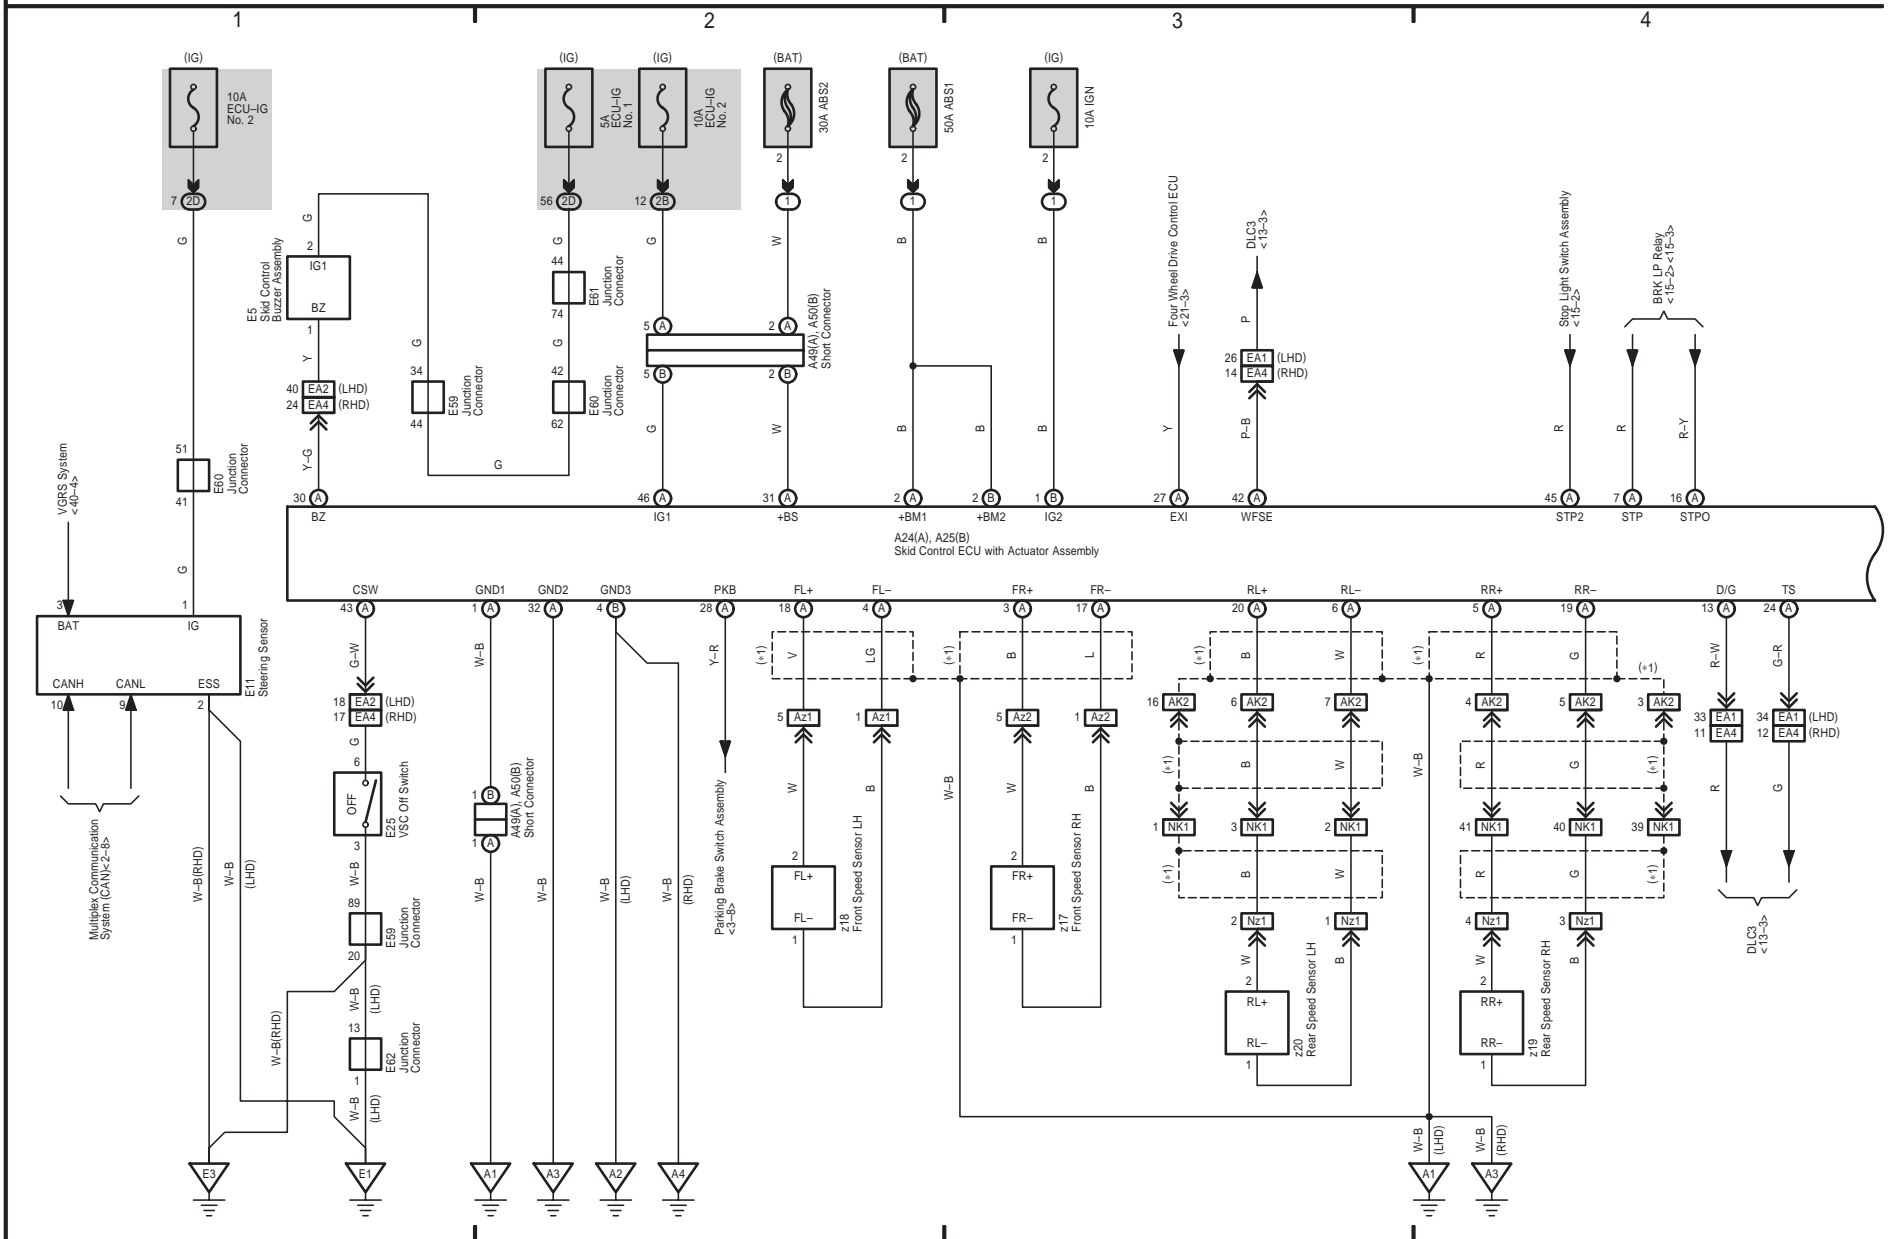 1
2
3
4
(IG)
(IG)
(IG)
(BAT)
(BAT)
(IG)
10A
ECU–IG
No. 2
5A
ECU–IG
No. 1
10A
ECU–IG
No. 2
30A ABS2
50A ABS1
10A IGN
2
2
2
7 2D
56 2D
12 2B
1
1
1
G
G
G
G
W
B
B
2
IG1
BZ
1
E5
Skid Control
Buzzer Assembly
Y
40 EA2 (LHD)
24 EA4 (RHD)
Y–G
G
34
44
E59
Junction
Connector
G
44
74
E61
Junction
Connector
G
42
62
E60
Junction
Connector
5 A
2 A
5 B
2 B
A49(A), A50(B)
Short Connector
G
W
B
B
B
Four Wheel Drive Control ECU
<21–3>
Y
DLC3
<13–3>
P
26 EA1 (LHD)
14 EA4 (RHD)
P–B
Stop Light Switch Assembly
<15–2>
R
BRK LP Relay
<15–2><15–3>
R
R–Y
VGRS System
<40–4>
51
41
E60
Junction
Connector
G
30 A
46 A
31 A
2 A
2 B
1 B
27 A
42 A
45 A
7 A
16 A
BZ
IG1
+BS
+BM1
+BM2
IG2
EXI
WFSE
STP2
STP
STPO
A24(A), A25(B)
Skid Control ECU with Actuator Assembly
CSW
GND1
GND2
GND3
PKB
FL+
FL–
FR+
FR–
RL+
RL–
RR+
RR–
D/G
TS
43 A
1 A
32 A
4 B
28 A
18 A
4 A
3 A
17 A
20 A
6 A
5 A
19 A
13 A
24 A
3
1
BAT
IG
CANH
CANL
ESS
E11
Steering Sensor
10
9
2
Multiplex Communication
System (CAN)<2–8>
W–B(RHD)
W–B
(LHD)
G–W
18 EA2 (LHD)
17 EA4 (RHD)
G
6
OFF
3
E25
VSC Off Switch
W–B
89
20
E59
Junction
Connector
W–B
(LHD)
W–B(RHD)
13
1
E62
Junction
Connector
W–B
(LHD)
W–B
1 B
1 A
A49(A), A50(B)
Short Connector
W–B
W–B
W–B
(LHD)
W–B
(RHD)
Y–R
Parking Brake Switch Assembly
<3–8>
(*1)
V
LG
5 Az1
1 Az1
W
B
2
FL+
FL–
1
z18
Front Speed Sensor LH
(*1)
B
L
5 Az2
1 Az2
W–B
W
B
2
FR+
FR–
1
z17
Front Speed Sensor RH
(*1)
B
W
16 AK2
6 AK2
7 AK2
(*1)
B
W
1 NK1
3 NK1
2 NK1
(*1)
B
W
2 Nz1
1 Nz1
W
B
2
RL+
RL–
1
z20
Rear Speed Sensor LH
W–B
(*1)
R
G
(*1)
4 AK2
5 AK2
3 AK2
R
G
(*1)
41 NK1
40 NK1
39 NK1
R
G
(*1)
4 Nz1
3 Nz1
W
B
2
RR+
RR–
1
z19
Rear Speed Sensor RH
R–W
G–R
33 EA1
11 EA4
34 EA1 (LHD)
12 EA4 (RHD)
R
G
DLC3
<13–3>
W–B
(LHD)
W–B
(RHD)
E3
E1
A1
A3
A2
A4
A1
A3